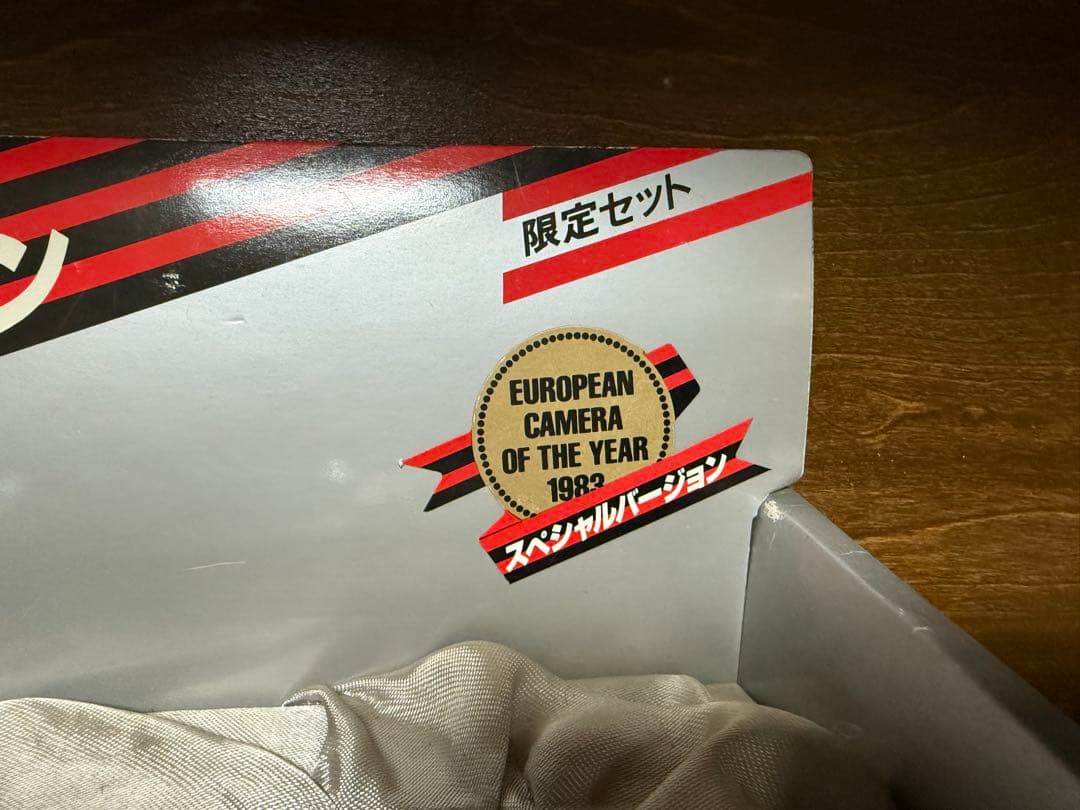 ン
限定セット
EUROPEAN
CAMERA
OF THE YEAR
1983
スペシャルバージョン